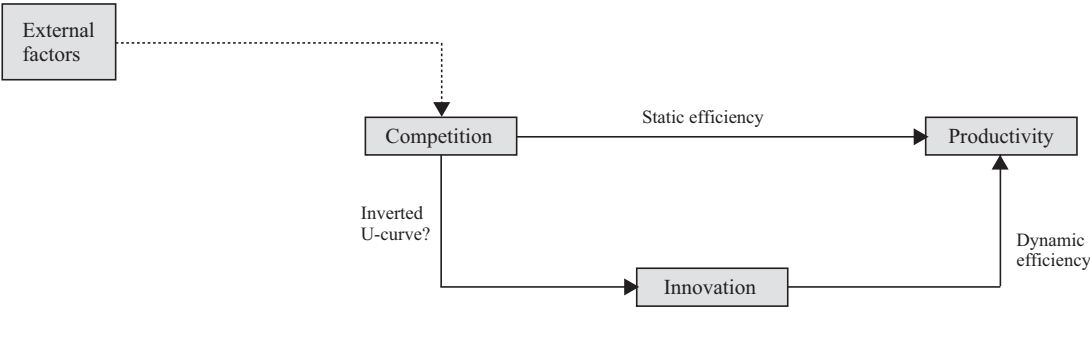 External
factors
Static efficiency
Competition
Productivity
Inverted
U-curve?
Dynamic
efficiency
Innovation